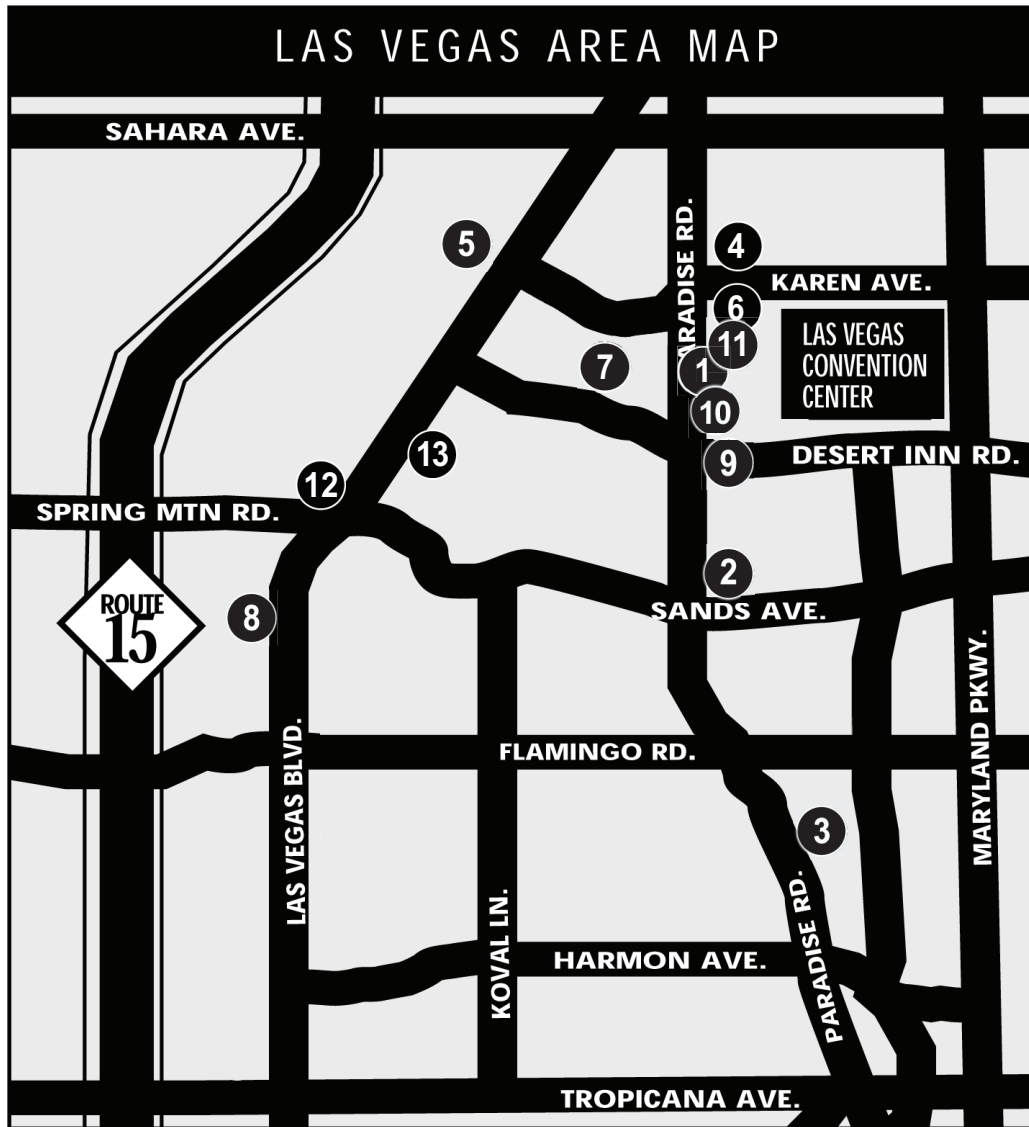 LAS VEGAS AREA MAP
SAHARA AVE.
5
4
KAREN AVE.
ARADISE RD.
6
11
7
1
10
LAS VEGAS
CONVENTION
CENTER
13
9
DESERT INN RD.
12
SPRING MTN RD.
2
SANDS AVE.
ROUTE
15
8
FLAMINGO RD.
LAS VEGAS BLVD.
MARYLAND PKWY.
3
KOVAL LN.
PARADISE RD.
HARMON AVE.
TROPICANA AVE.